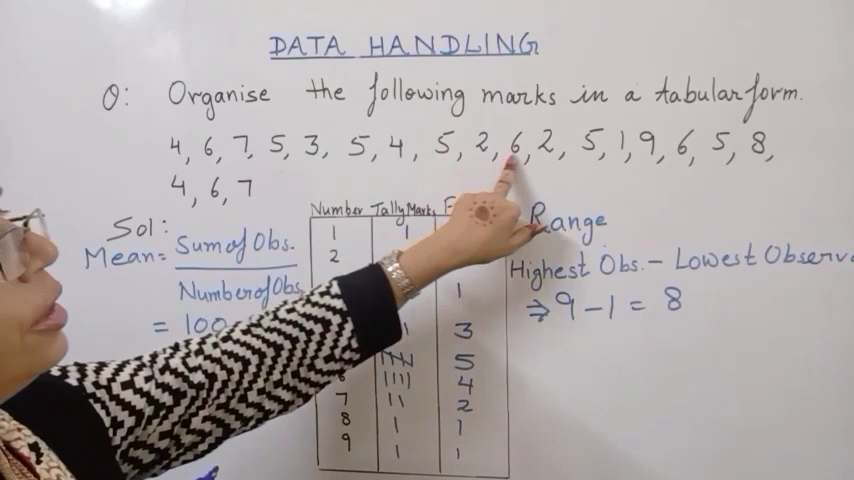 DATA HANDLING
Q: Organise the following marks in a tabular form.
4, 6, 7, 5, 3, 5, 4, 5, 2, 6, 2, 5, 1, 9, 6, 5, 8,
4, 6, 7
Sol:
Mean = Sum of Obs.
Number of Obs
= 100
Number Tally Marks
1 |
2
1
| 3
5
6 |||| 4
7 || 2
8 | 1
9 | 1
Range
Highest Obs. - Lowest Observ
⇒ 9 - 1 = 8